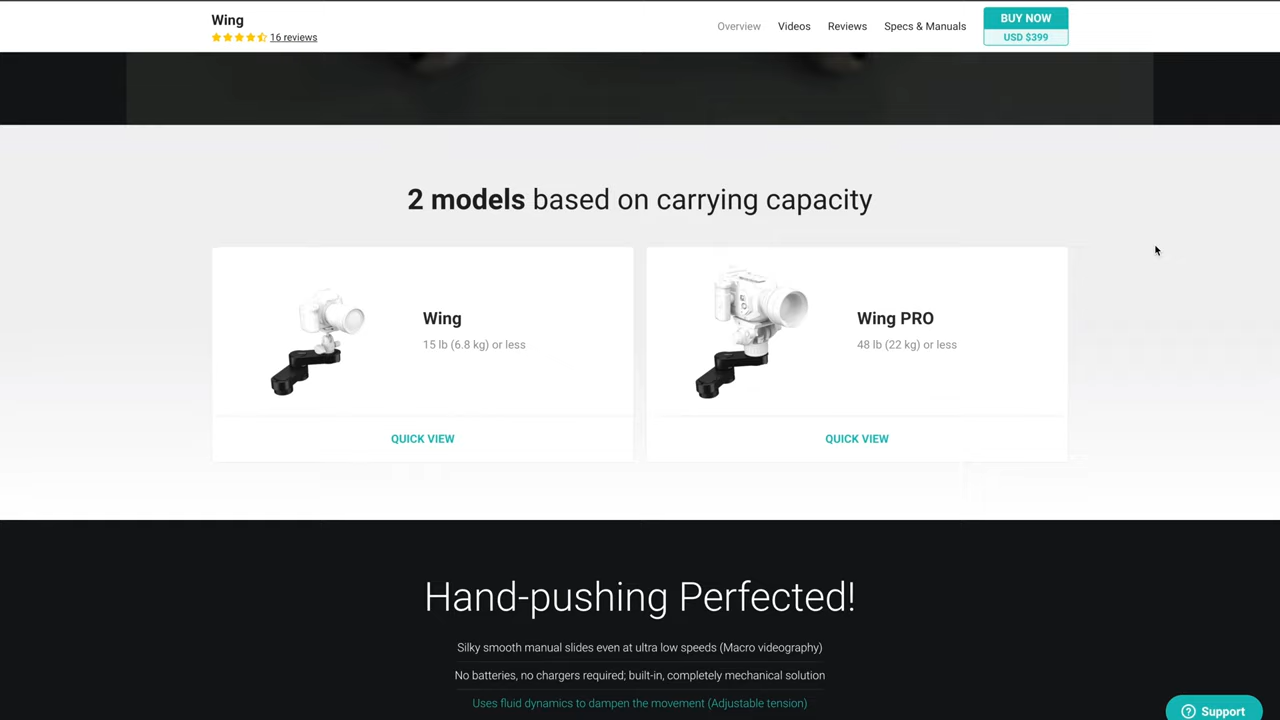 Wing
16 reviews
Overview
Videos
Reviews
Specs & Manuals
BUY NOW
USD $399
2 models based on carrying capacity
Wing
15 lb (6.8 kg) or less
QUICK VIEW
Wing PRO
48 lb (22 kg) or less
QUICK VIEW
Hand-pushing Perfected!
Silky smooth manual slides even at ultra low speeds (Macro videography)
No batteries, no chargers required; built-in, completely mechanical solution
Uses fluid dynamics to dampen the movement (Adjustable tension)
Support